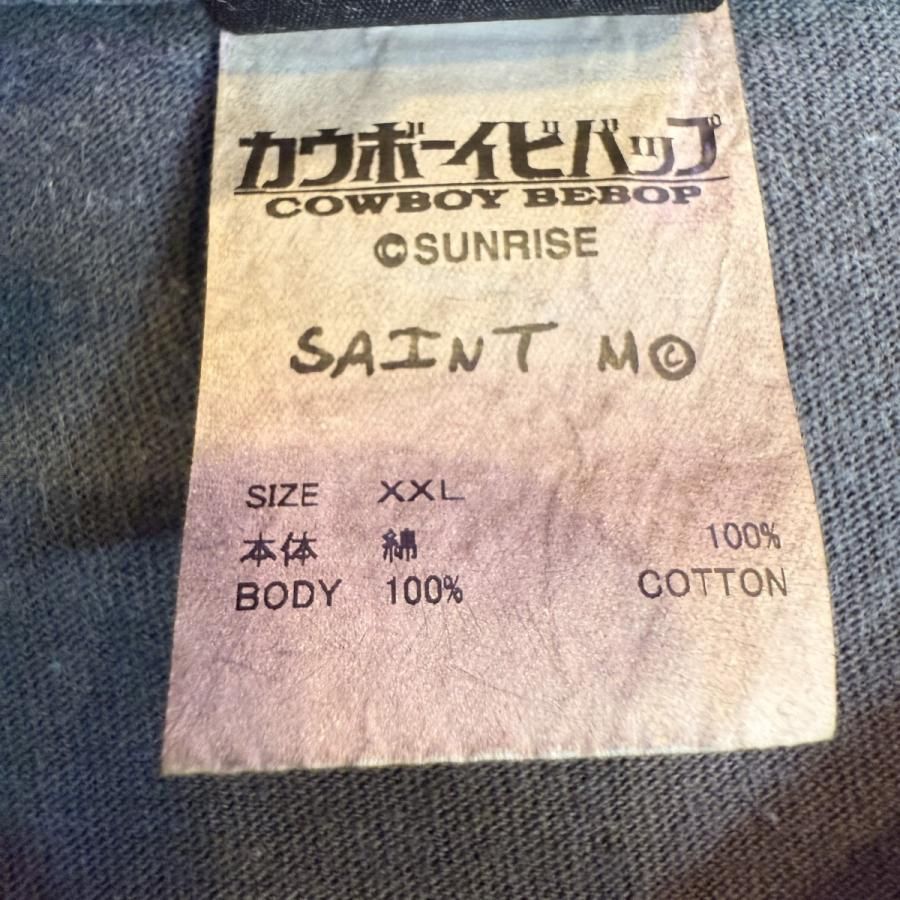 カウボーイビバップ
COWBOY BEBOP
©SUNRISE
SAINT M©
SIZE XXL
本体 綿 100%
BODY 100% COTTON